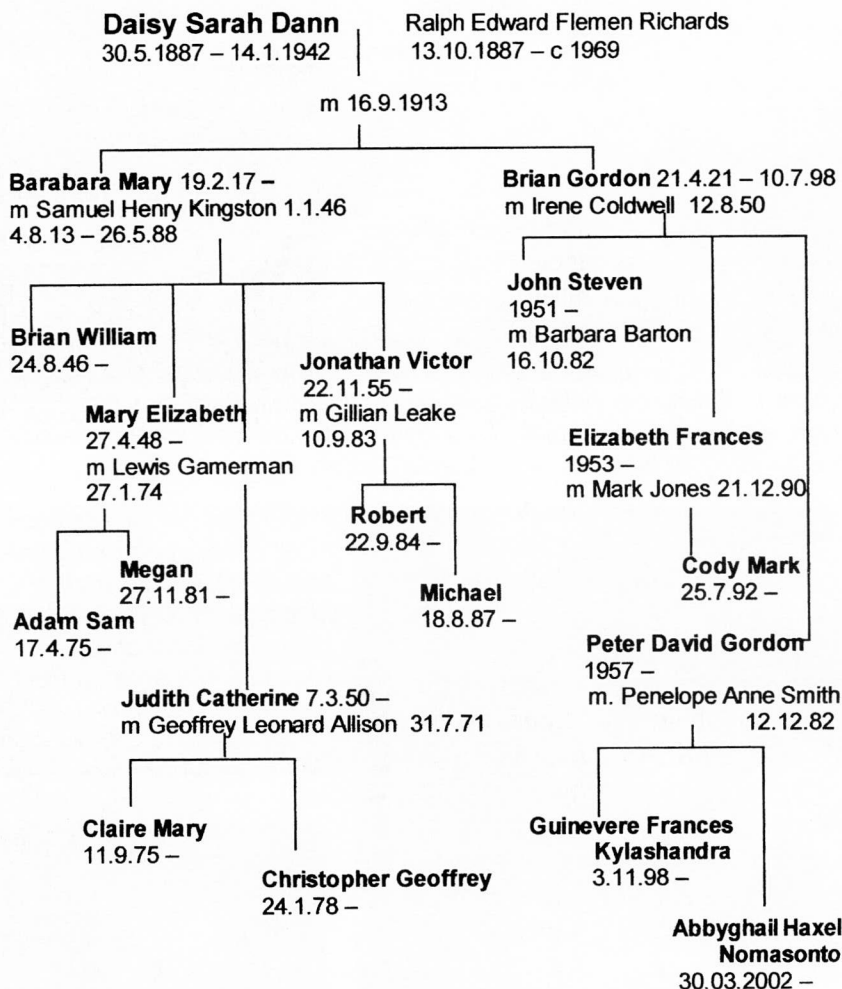 Daisy Sarah Dann
30.5.1887 – 14.1.1942
Ralph Edward Flemen Richards
13.10.1887 – c 1969
m 16.9.1913
Barabara Mary 19.2.17 –
m Samuel Henry Kingston 1.1.46
4.8.13 – 26.5.88
Brian Gordon 21.4.21 – 10.7.98
m Irene Coldwell 12.8.50
Brian William
24.8.46 –
Mary Elizabeth
27.4.48 –
m Lewis Gamerman
27.1.74
Jonathan Victor
22.11.55 –
m Gillian Leake
10.9.83
John Steven
1951 –
m Barbara Barton
16.10.82
Elizabeth Frances
1953 –
m Mark Jones 21.12.90
Megan
27.11.81 –
Adam Sam
17.4.75 –
Robert
22.9.84 –
Michael
18.8.87 –
Cody Mark
25.7.92 –
Peter David Gordon
1957 –
m. Penelope Anne Smith
12.12.82
Judith Catherine 7.3.50 –
m Geoffrey Leonard Allison 31.7.71
Claire Mary
11.9.75 –
Christopher Geoffrey
24.1.78 –
Guinevere Frances
Kylashandra
3.11.98 –
Abbyghail Haxel
Nomasonto
30.03.2002 –